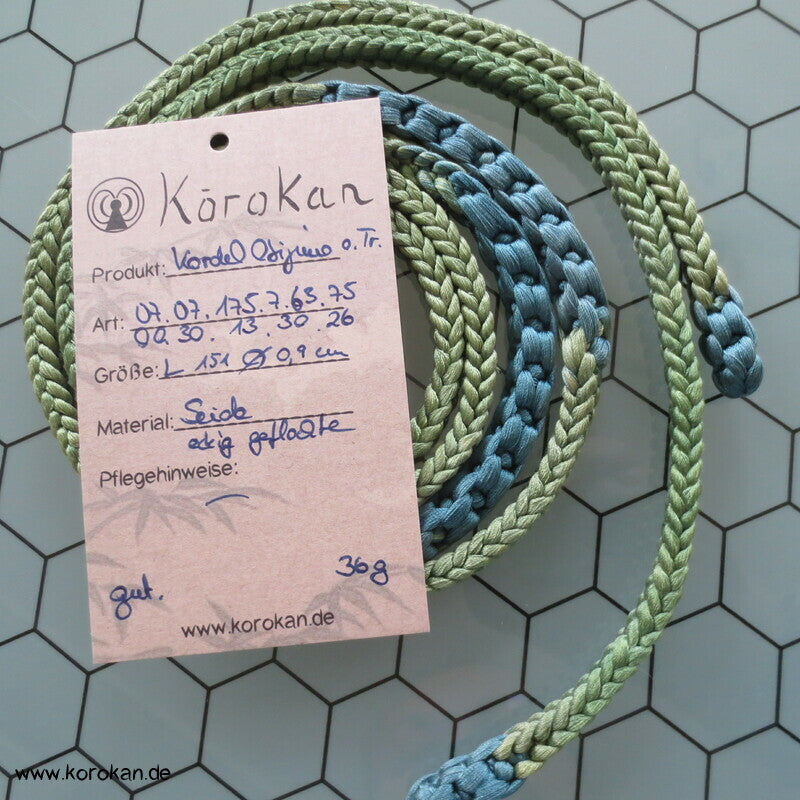 Kōrokan
Produkt: Kordel Obijime o. Tr.
Art: 07.07.175.7.63.75
00.30.13.30.26
Größe: L 151 Ø 0,9 cm
Material: Seide
eckig geflochte
Pflegehinweise:
36g
gut.
www.korokan.de
www.korokan.de